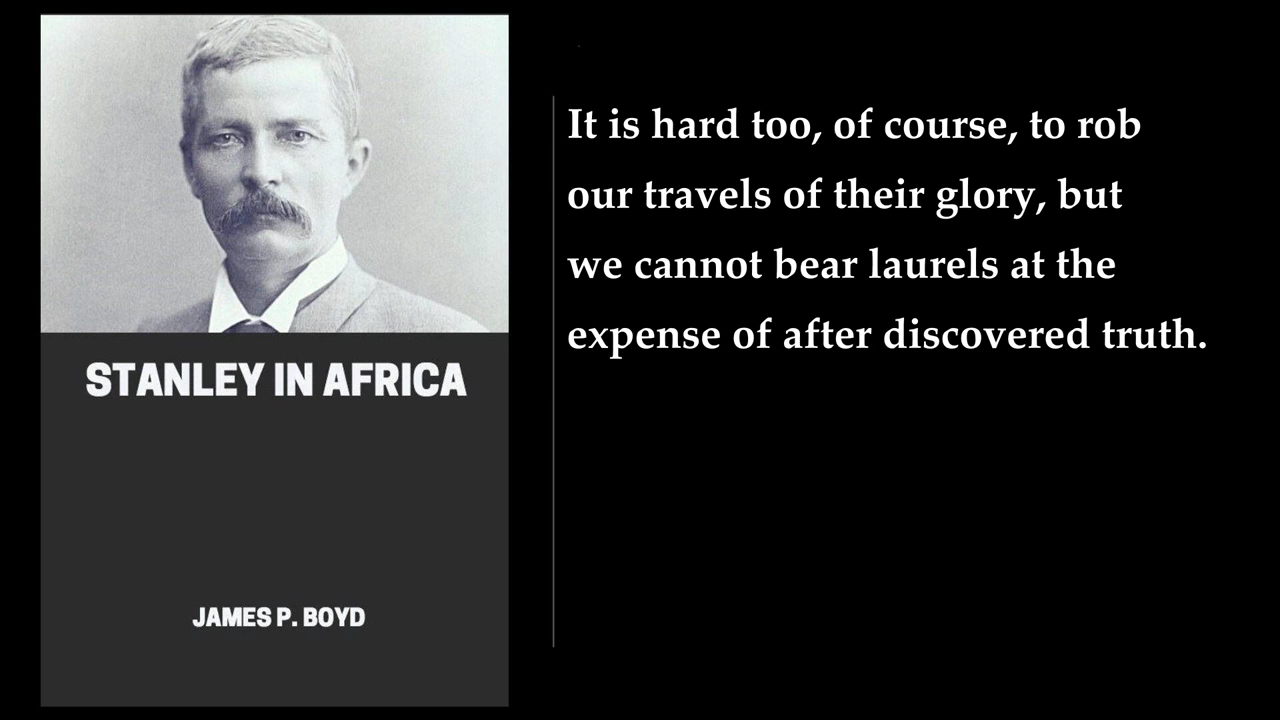 STANLEY IN AFRICA
JAMES P. BOYD
It is hard too, of course, to rob
our travels of their glory, but
we cannot bear laurels at the
expense of after discovered truth.